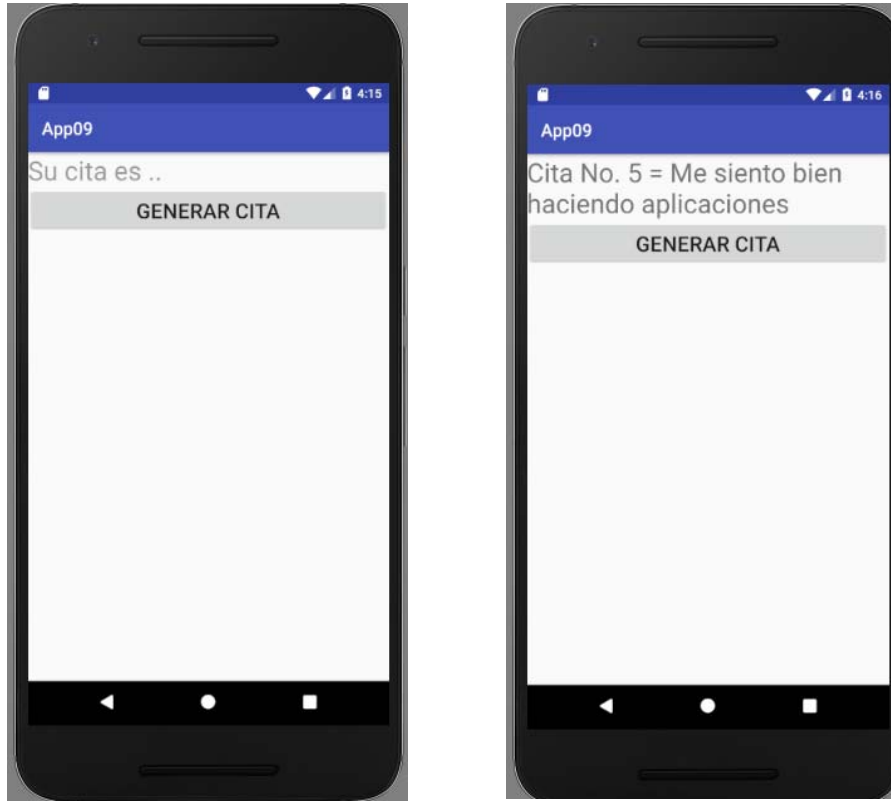 4:15
App09
Su cita es ..
GENERAR CITA
4:16
App09
Cita No. 5 = Me siento bien
haciendo aplicaciones
GENERAR CITA